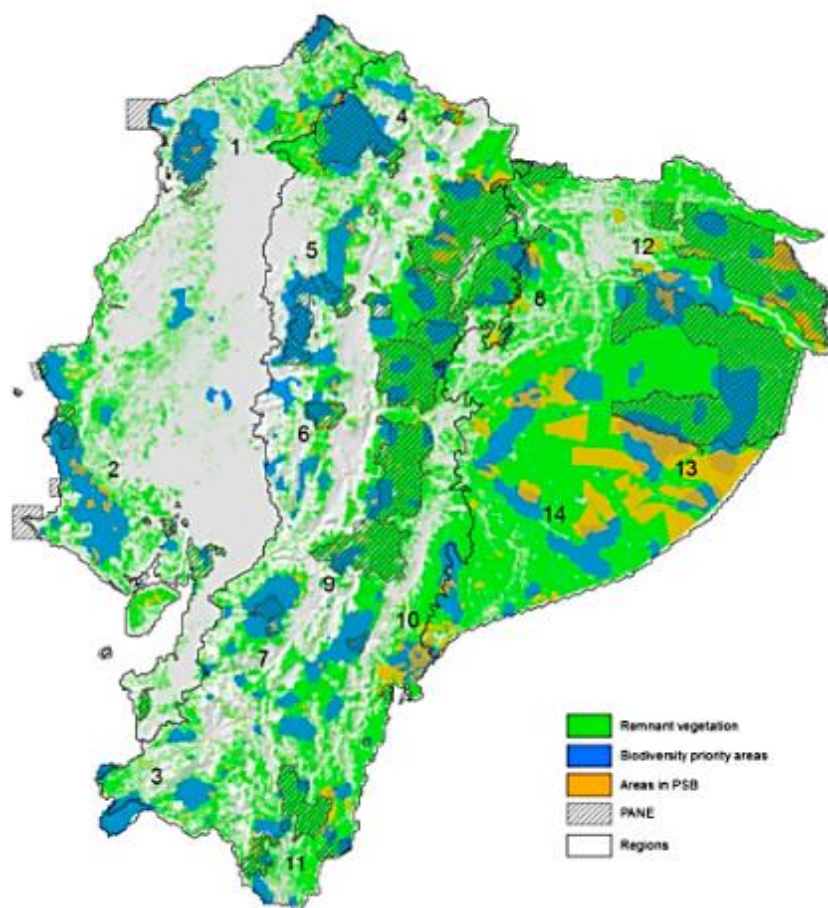 4
1
5
12
8
6
2
13
14
9
10
7
3
11
Remnant vegetation
Biodiversity priority areas
Areas in PSB
PANE
Regions